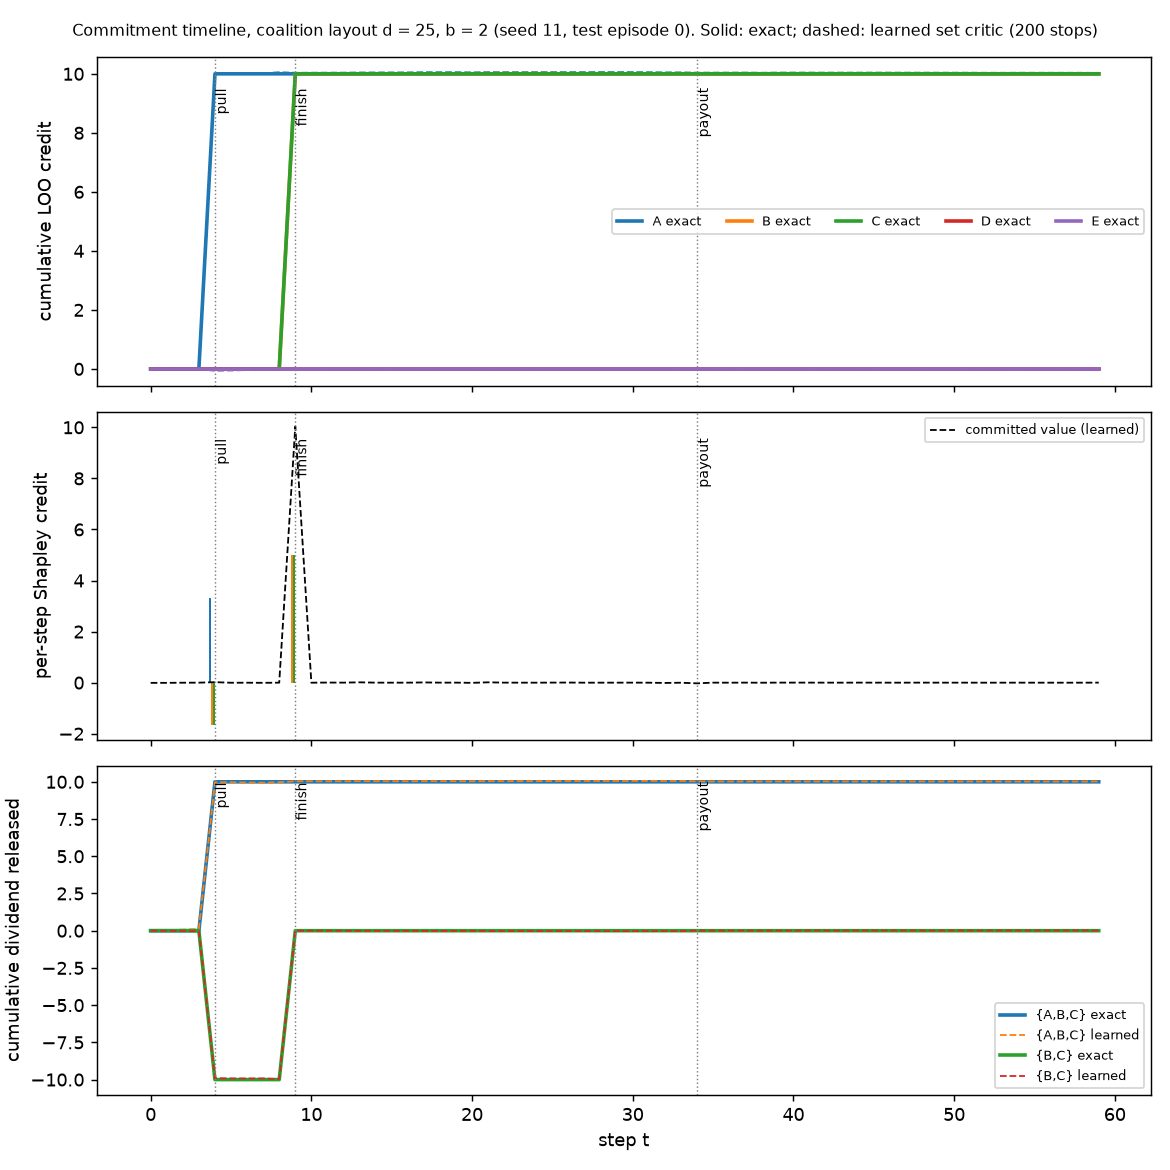 Commitment timeline, coalition layout d = 25, b = 2 (seed 11, test episode 0). Solid: exact; dashed: learned set critic (200 stops)
cumulative LOO credit
10
8
6
4
2
0
pull
finish
payout
A exact
B exact
C exact
D exact
E exact
per-step Shapley credit
10
8
6
4
2
0
−2
pull
finish
payout
committed value (learned)
cumulative dividend released
10.0
7.5
5.0
2.5
0.0
−2.5
−5.0
−7.5
−10.0
pull
finish
payout
{A,B,C} exact
{A,B,C} learned
{B,C} exact
{B,C} learned
0
10
20
30
40
50
60
step t